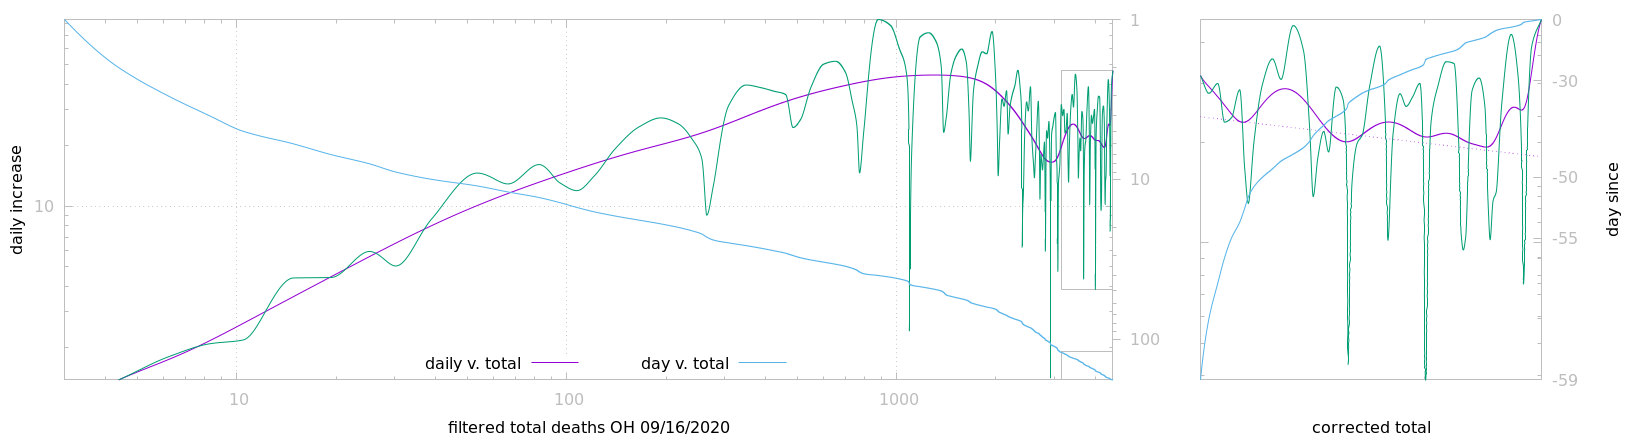 daily increase
10
1
10
100
daily v. total
day v. total
10
100
1000
filtered total deaths OH 09/16/2020
-0
-30
-50
-55
-59
day since
corrected total